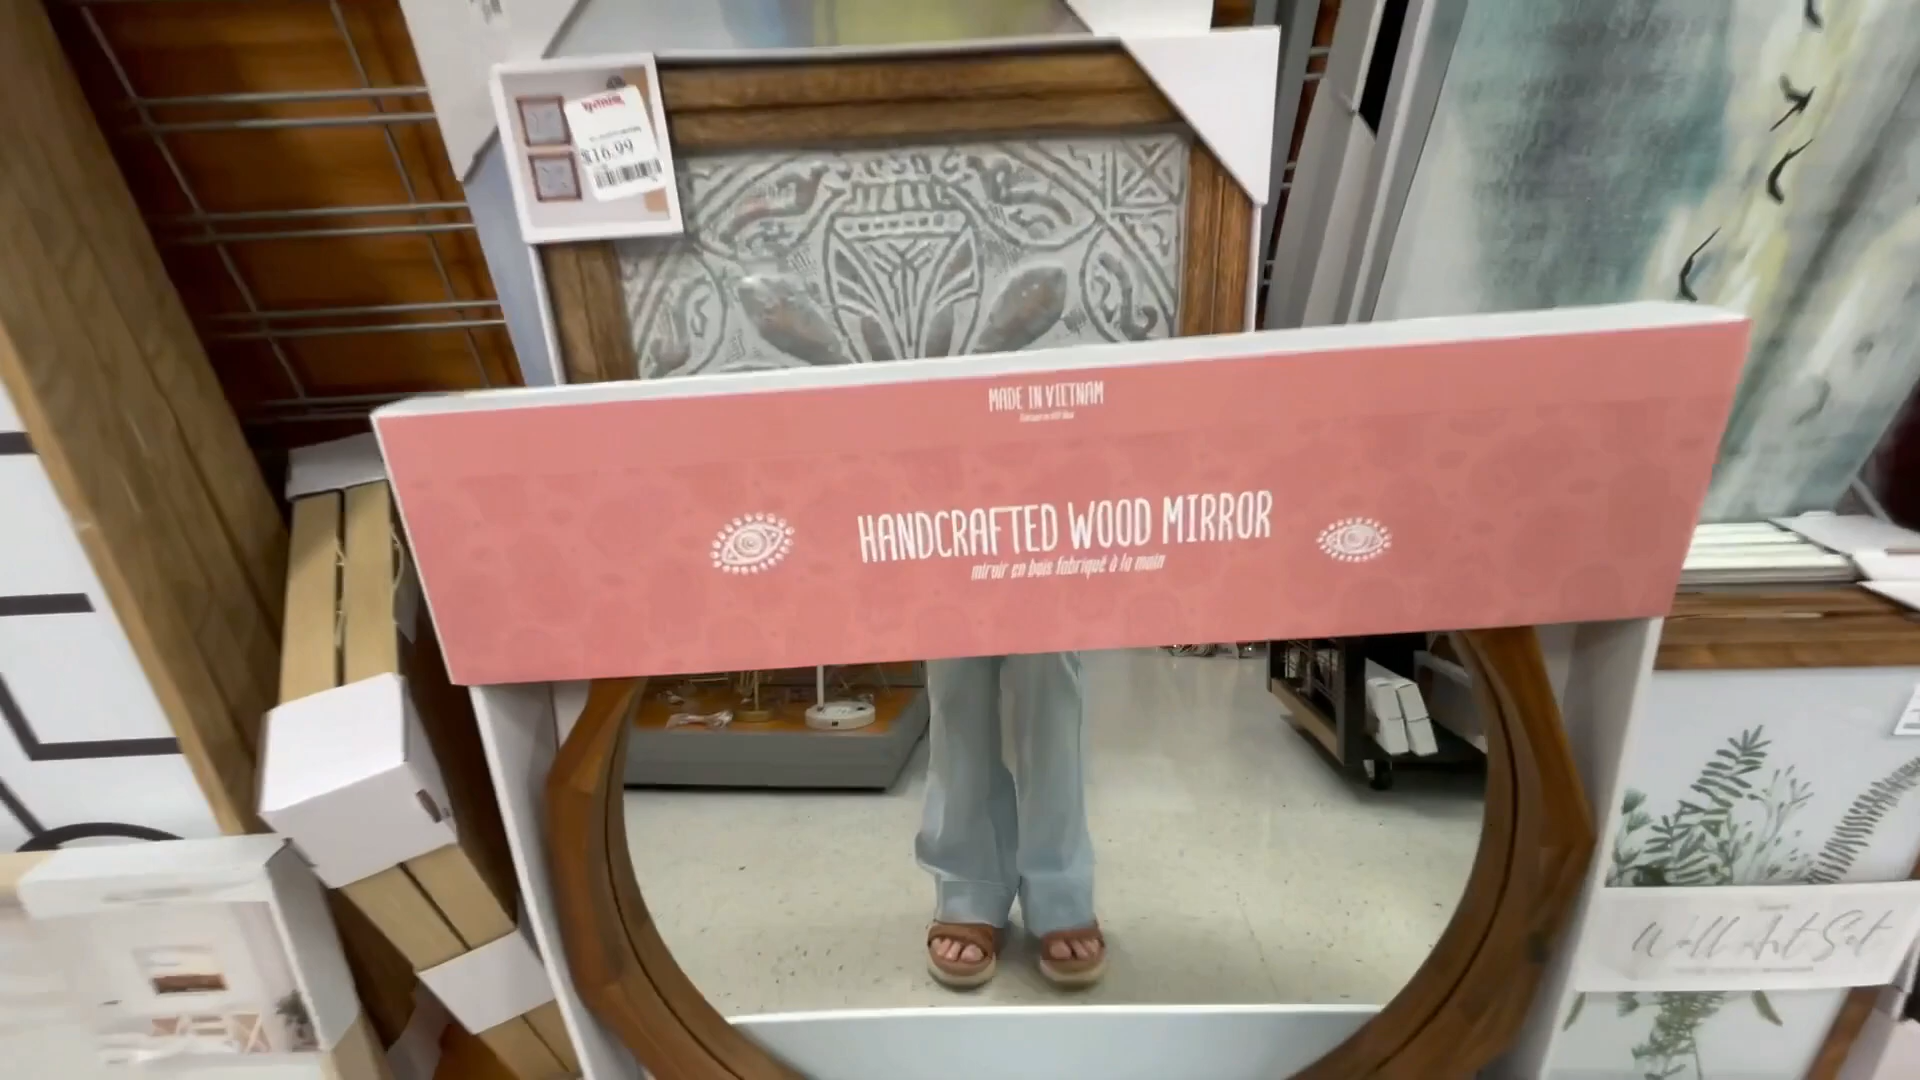 $16.99
MADE IN VIETNAM
HANDCRAFTED WOOD MIRROR
miroir en bois fabriqué à la main
Wall Art Set